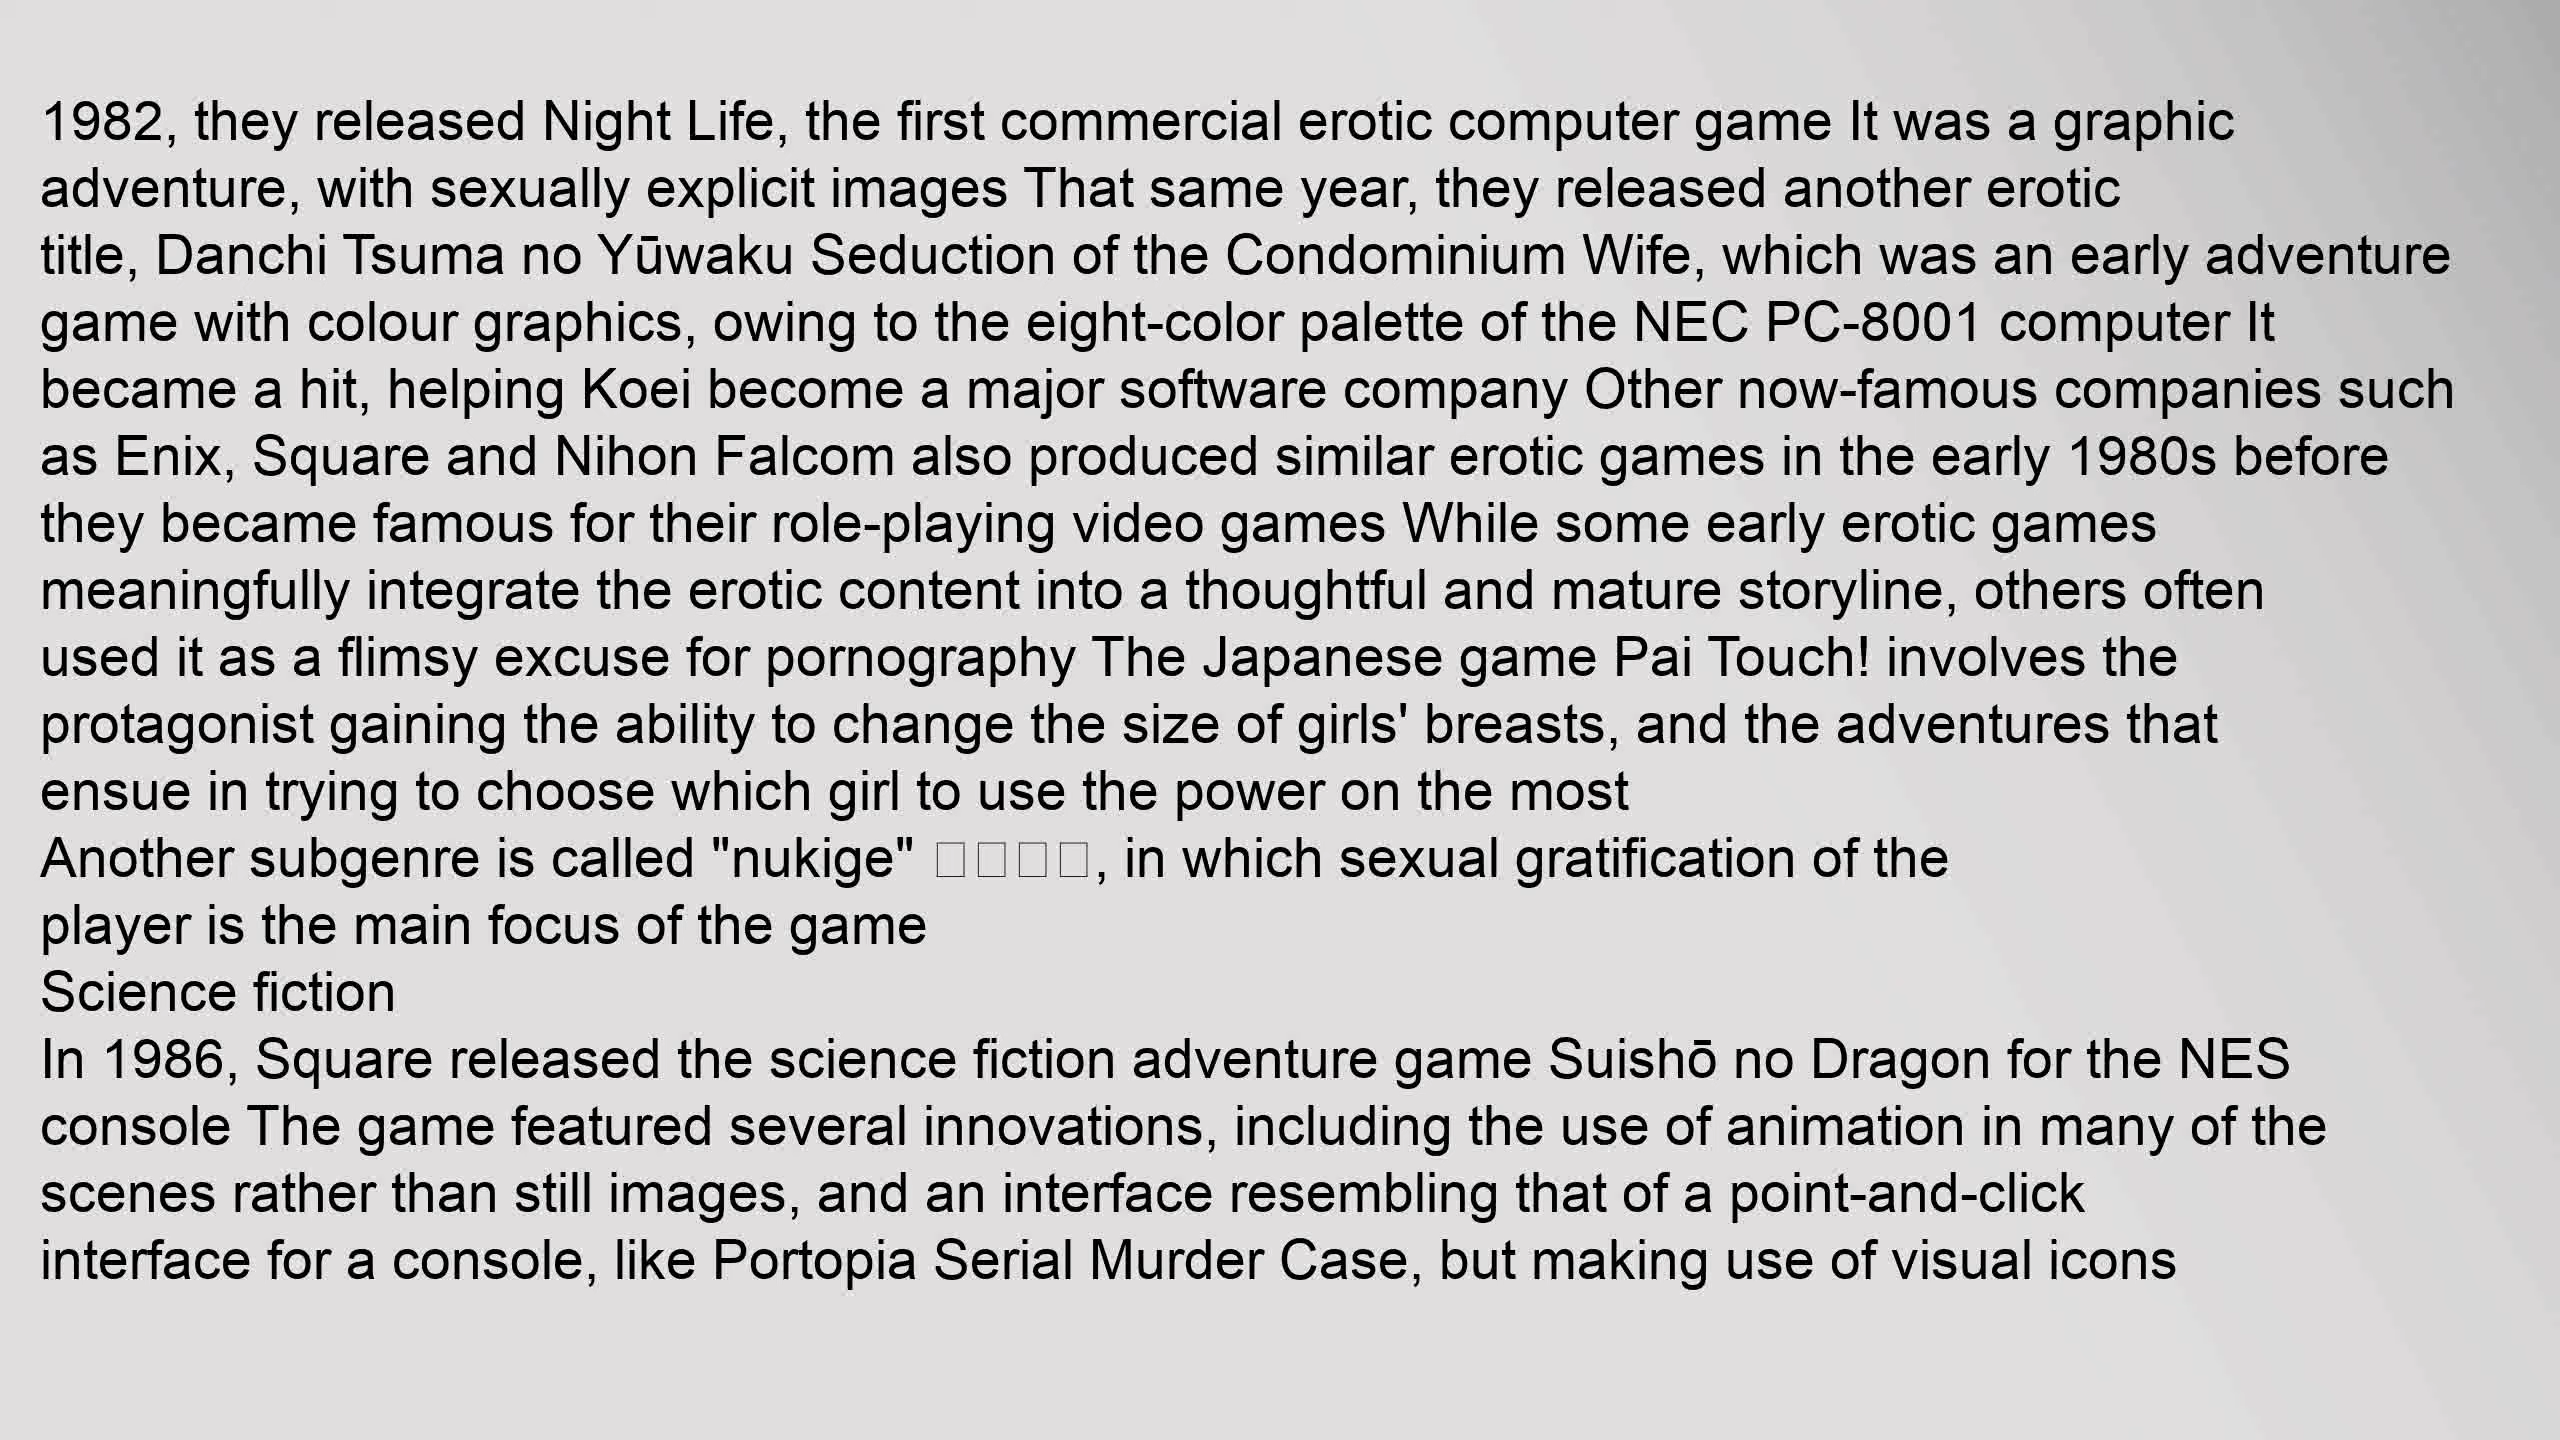 1982, they released Night Life, the first commercial erotic computer game It was a graphic
adventure, with sexually explicit images That same year, they released another erotic
title, Danchi Tsuma no Yūwaku Seduction of the Condominium Wife, which was an early adventure
game with colour graphics, owing to the eight-color palette of the NEC PC-8001 computer It
became a hit, helping Koei become a major software company Other now-famous companies such
as Enix, Square and Nihon Falcom also produced similar erotic games in the early 1980s before
they became famous for their role-playing video games While some early erotic games
meaningfully integrate the erotic content into a thoughtful and mature storyline, others often
used it as a flimsy excuse for pornography The Japanese game Pai Touch! involves the
protagonist gaining the ability to change the size of girls' breasts, and the adventures that
ensue in trying to choose which girl to use the power on the most
Another subgenre is called "nukige" □□□□, in which sexual gratification of the
player is the main focus of the game
Science fiction
In 1986, Square released the science fiction adventure game Suishō no Dragon for the NES
console The game featured several innovations, including the use of animation in many of the
scenes rather than still images, and an interface resembling that of a point-and-click
interface for a console, like Portopia Serial Murder Case, but making use of visual icons